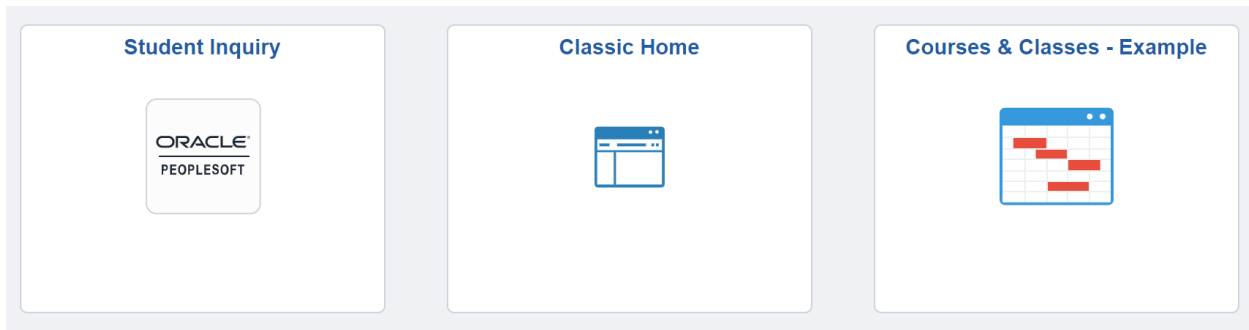 Student Inquiry
Classic Home
Courses & Classes - Example
ORACLE
PEOPLESOFT